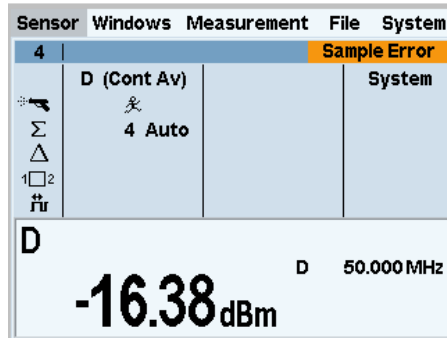 Sensor Windows Measurement File System
4 Sample Error
D (Cont Av) System
Σ 4 Auto
Δ
1 2
D
D 50.000 MHz
-16.38 dBm